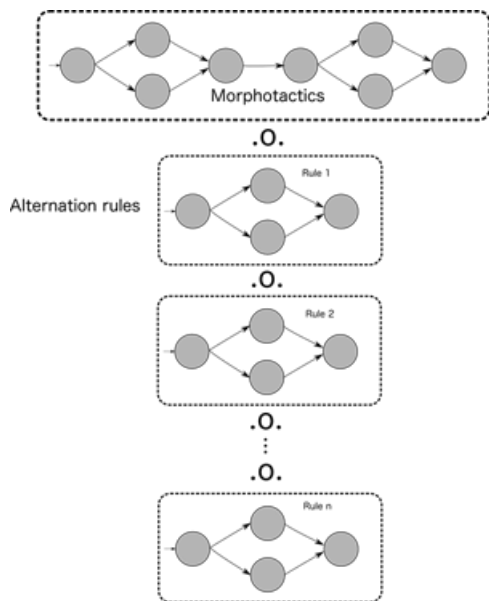 Morphotactics
.o.
Rule 1
Alternation rules
.o.
Rule 2
.o.
.o.
Rule n